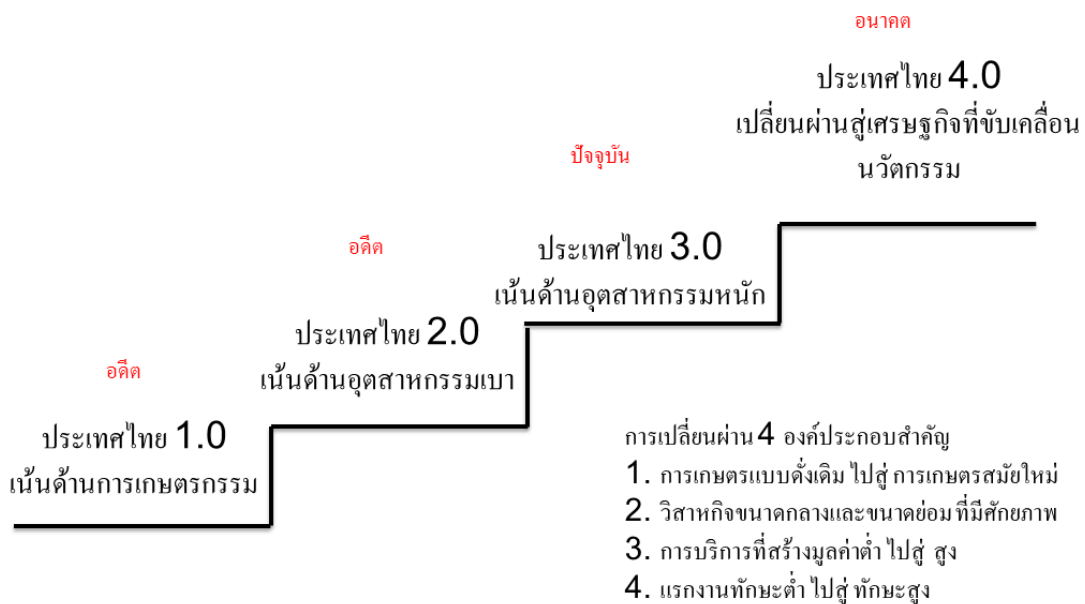 อนาคต
ประเทศไทย 4.0
เปลี่ยนผ่านสู่เศรษฐกิจที่ขับเคลื่อน
นวัตกรรม
ปัจจุบัน
ประเทศไทย 3.0
เน้นด้านอุตสาหกรรมหนัก
อดีต
ประเทศไทย 2.0
เน้นด้านอุตสาหกรรมเบา
อดีต
ประเทศไทย 1.0
เน้นด้านการเกษตรกรรม
การเปลี่ยนผ่าน 4 องค์ประกอบสำคัญ
1. การเกษตรแบบดั่งเดิม ไปสู่ การเกษตรสมัยใหม่
2. วิสาหกิจขนาดกลางและขนาดย่อม ที่มีศักยภาพ
3. การบริการที่สร้างมูลค่าต่ำ ไปสู่ สูง
4. แรกงานทักษะต่ำ ไปสู่ ทักษะสูง